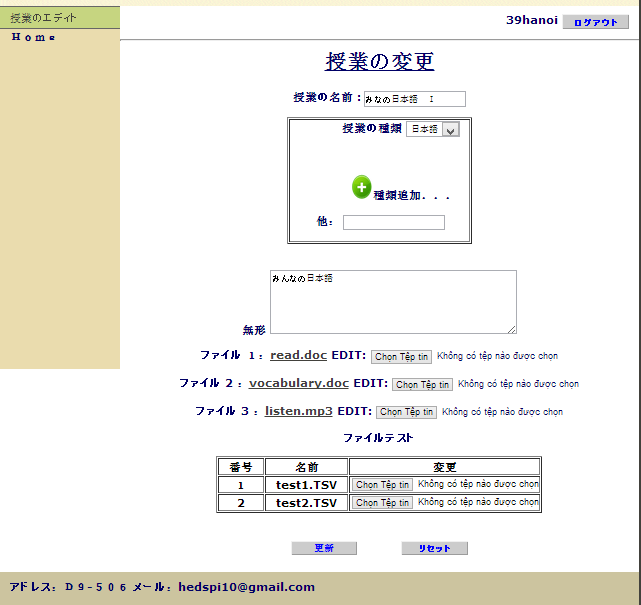 授業のエディト
Ｈｏｍｅ
39hanoi ログアウト
授業の変更
授業の名前：みなの日本語　Ｉ
授業の種類 日本語
種類追加．．．
他：
みんなの日本語
無形
ファイル　１：read.doc EDIT: Chọn Tệp tin Không có tệp nào được chọn
ファイル２：vocabulary.doc EDIT: Chọn Tệp tin Không có tệp nào được chọn
ファイル３：listen.mp3 EDIT: Chọn Tệp tin Không có tệp nào được chọn
ファイルテスト
番号 名前 変更
1 test1.TSV Chọn Tệp tin Không có tệp nào được chọn
2 test2.TSV Chọn Tệp tin Không có tệp nào được chọn
更新 リセット
アドレス：Ｄ９-５０６ メール：hedspi10@gmail.com